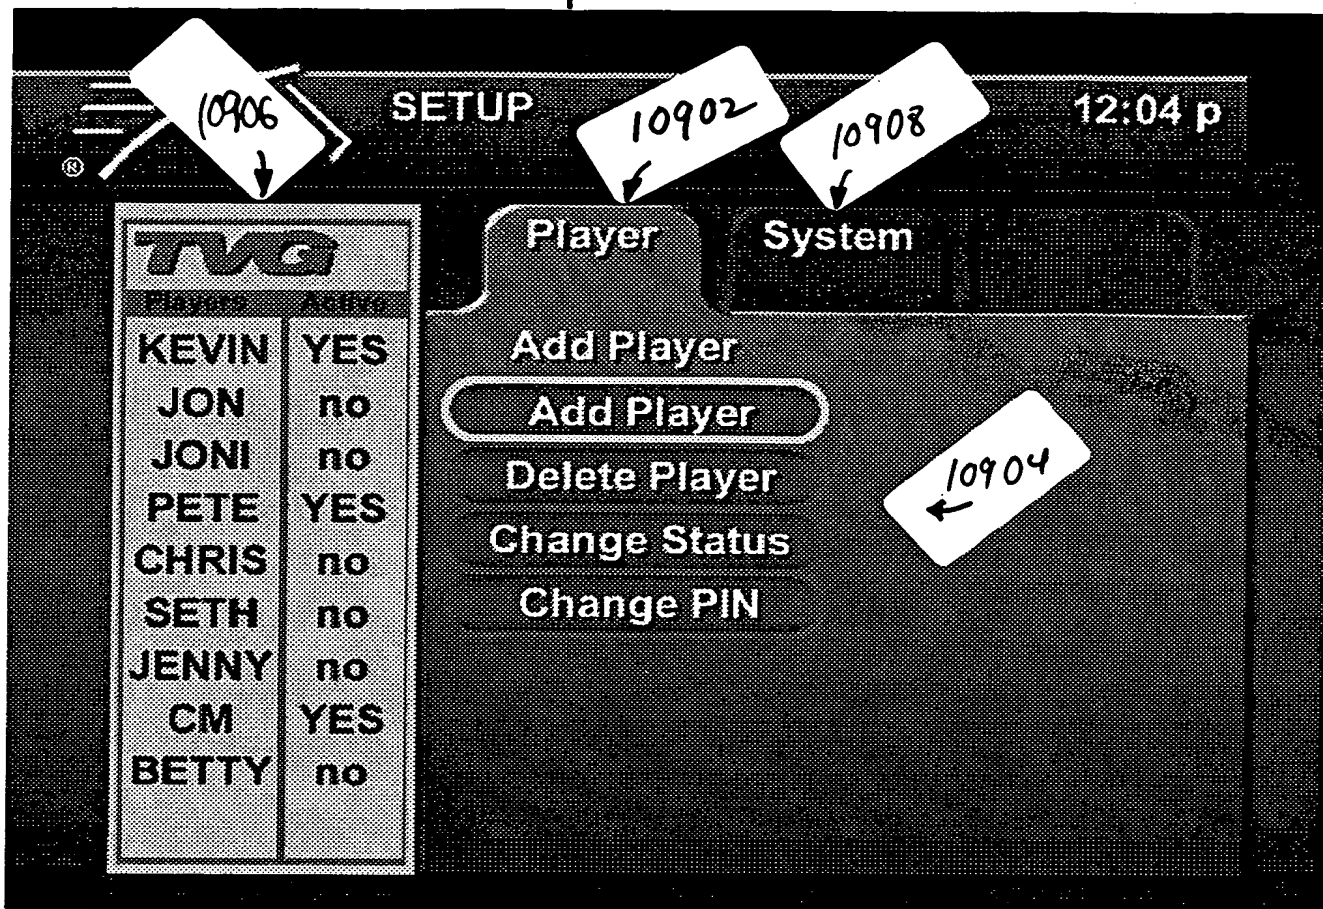 10906
10902
10908
SETUP
12:04 p
®
TVG
Player
System
Players Active
KEVIN YES
Add Player
JON no
Add Player
JONI no
Delete Player
10904
PETE YES
Change Status
CHRIS no
SETH no
Change PIN
JENNY no
CM YES
BETTY no